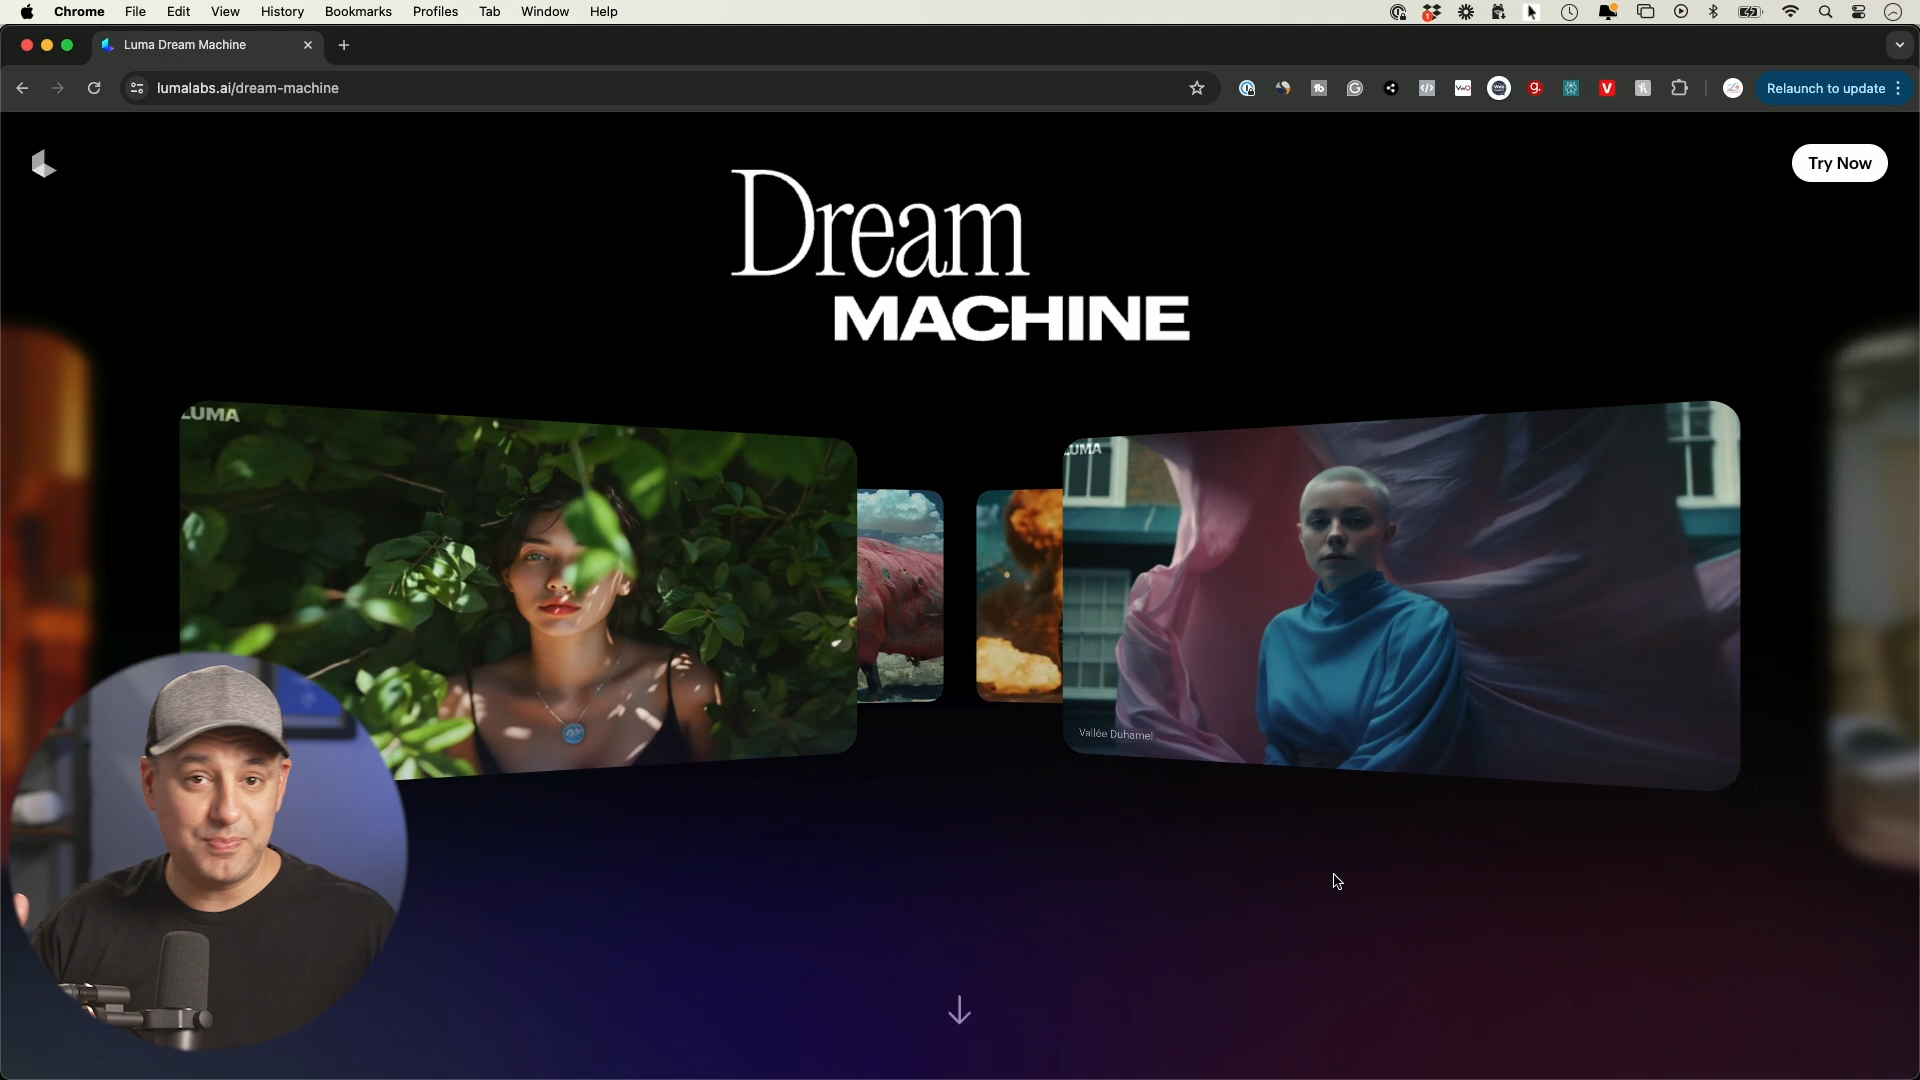 Chrome File Edit View History Bookmarks Profiles Tab Window Help
Luma Dream Machine
lumalabs.ai/dream-machine
Relaunch to update
Try Now
Dream
MACHINE
LUMA
LUMA
Vallée Duhamel